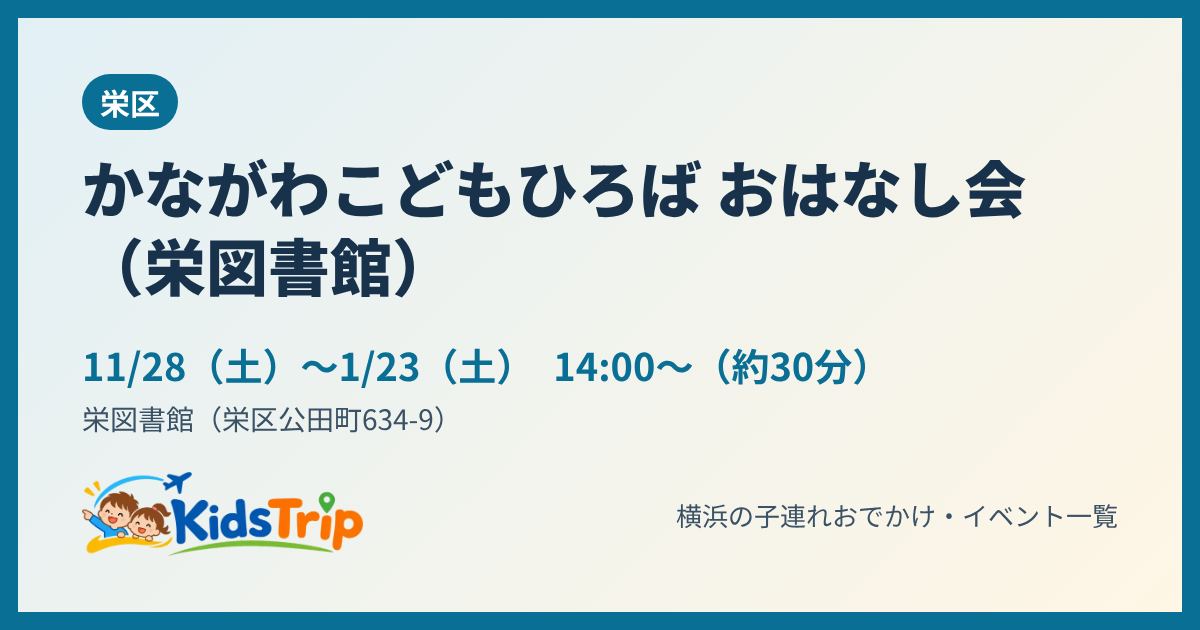 栄区
かながわこどもひろば おはなし会
（栄図書館）
11/28（土）〜1/23（土） 14:00〜（約30分）
栄図書館（栄区公田町634-9）
KidsTrip
横浜の子連れおでかけ・イベント一覧